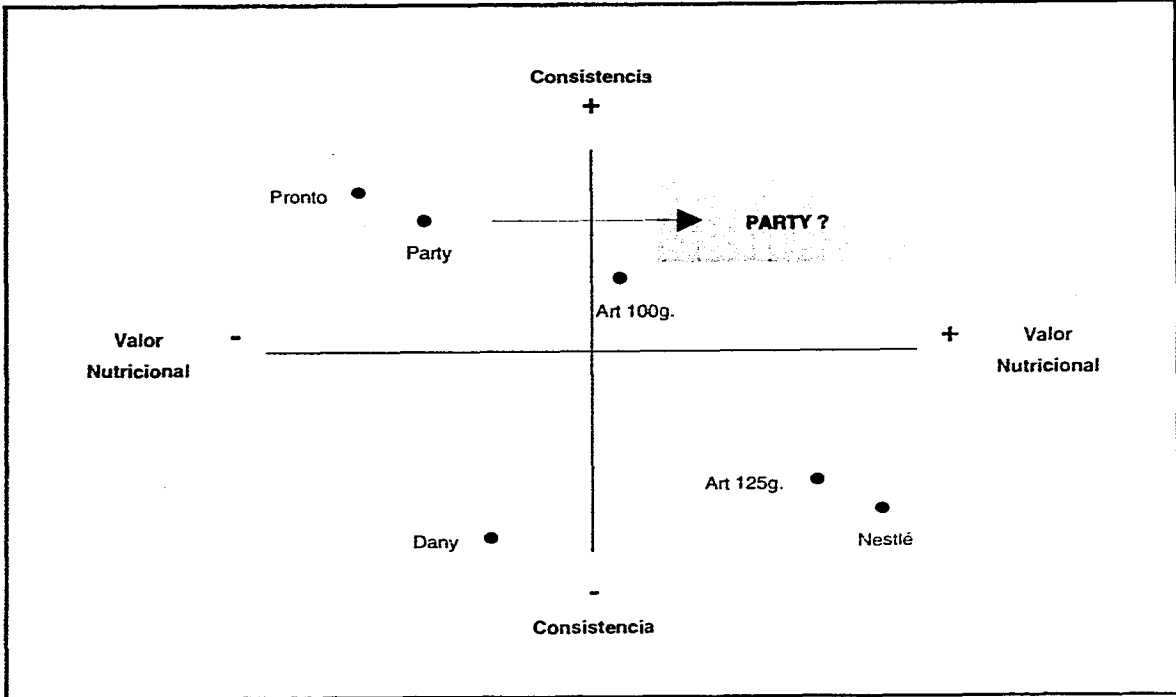 Consistencia
+
Pronto
Party
PARTY ?
Art 100g.
Valor
Nutricional
-
+
Valor
Nutricional
Art 125g.
Nestlé
Dany
-
Consistencia